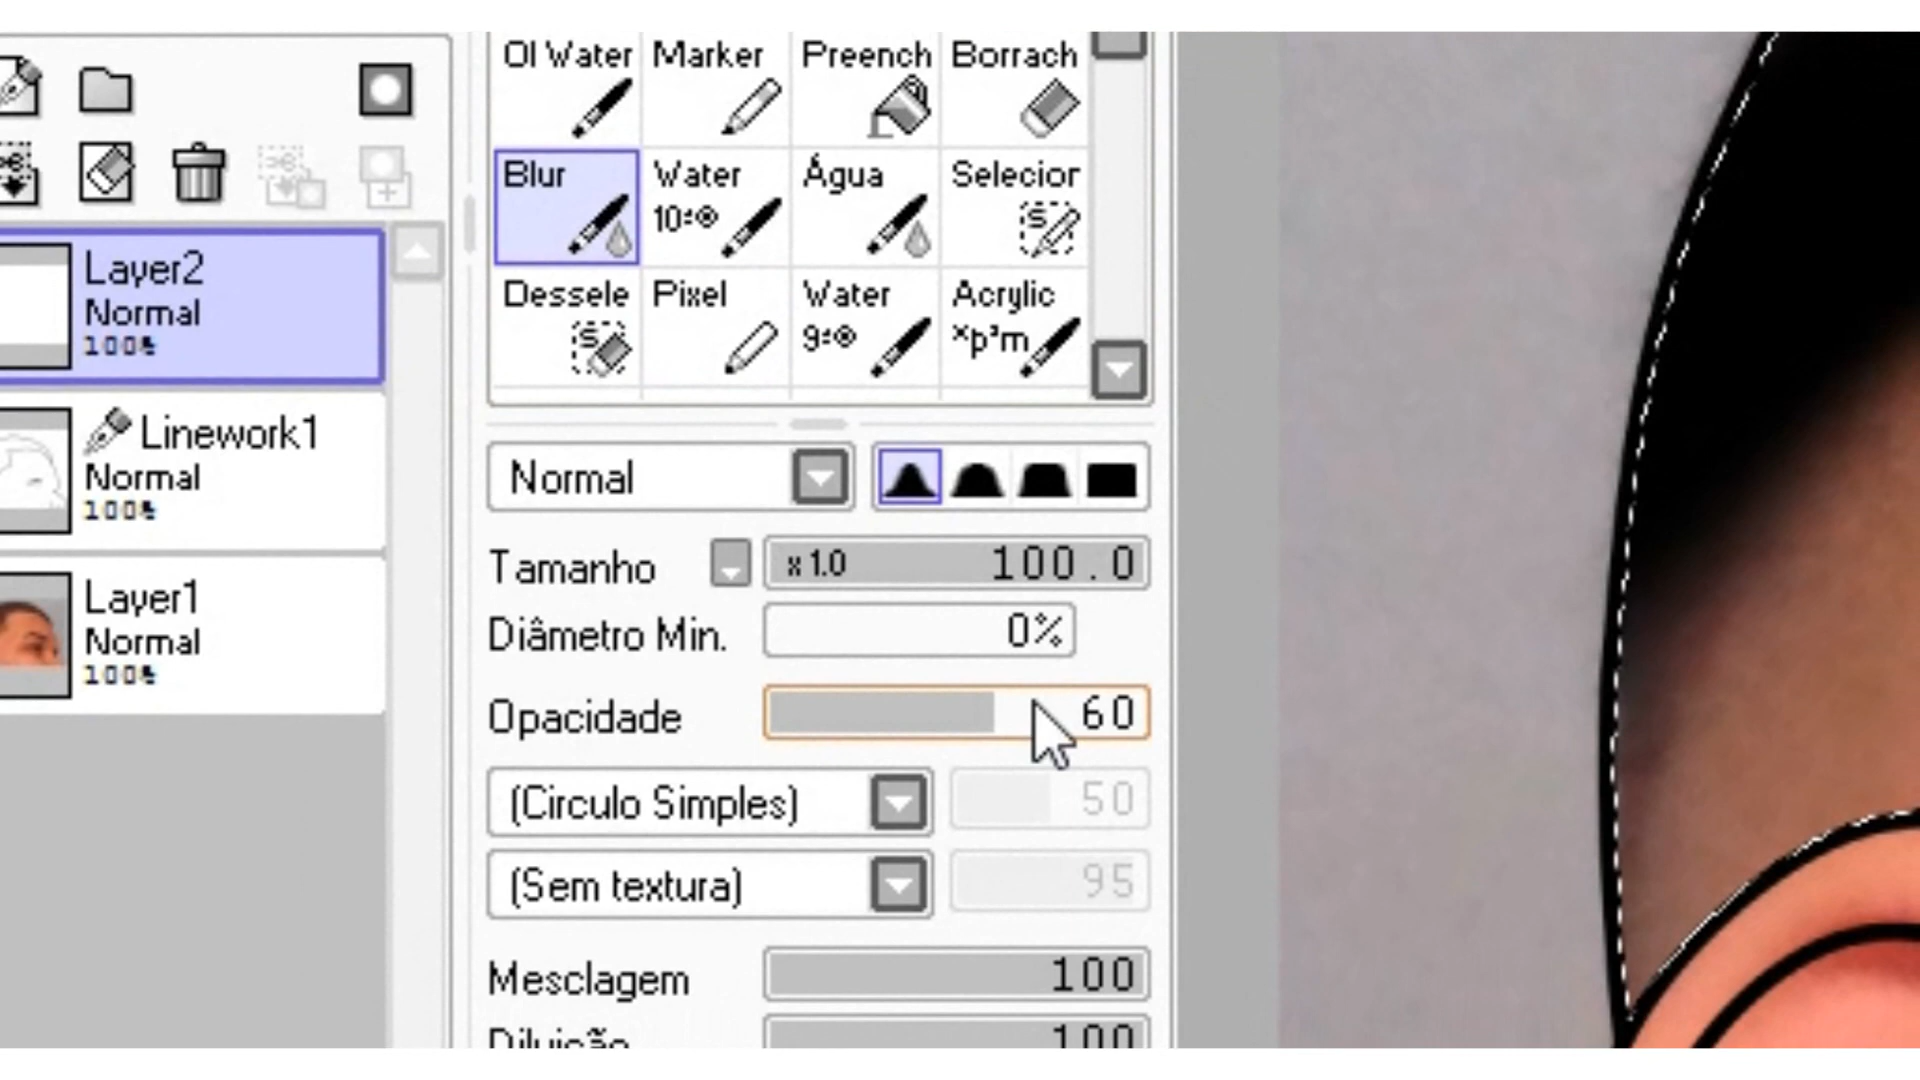 Layer2
Normal
100%
Linework1
Normal
100%
Layer1
Normal
100%
Ol Water Marker Preench Borrach
Blur Water Água Selecior
Dessele Pixel Water Acrylic
Normal
Tamanho x 1.0 100.0
Diâmetro Min. 0%
Opacidade 60
(Circulo Simples) 50
(Sem textura) 95
Mesclagem 100
Diluição 100